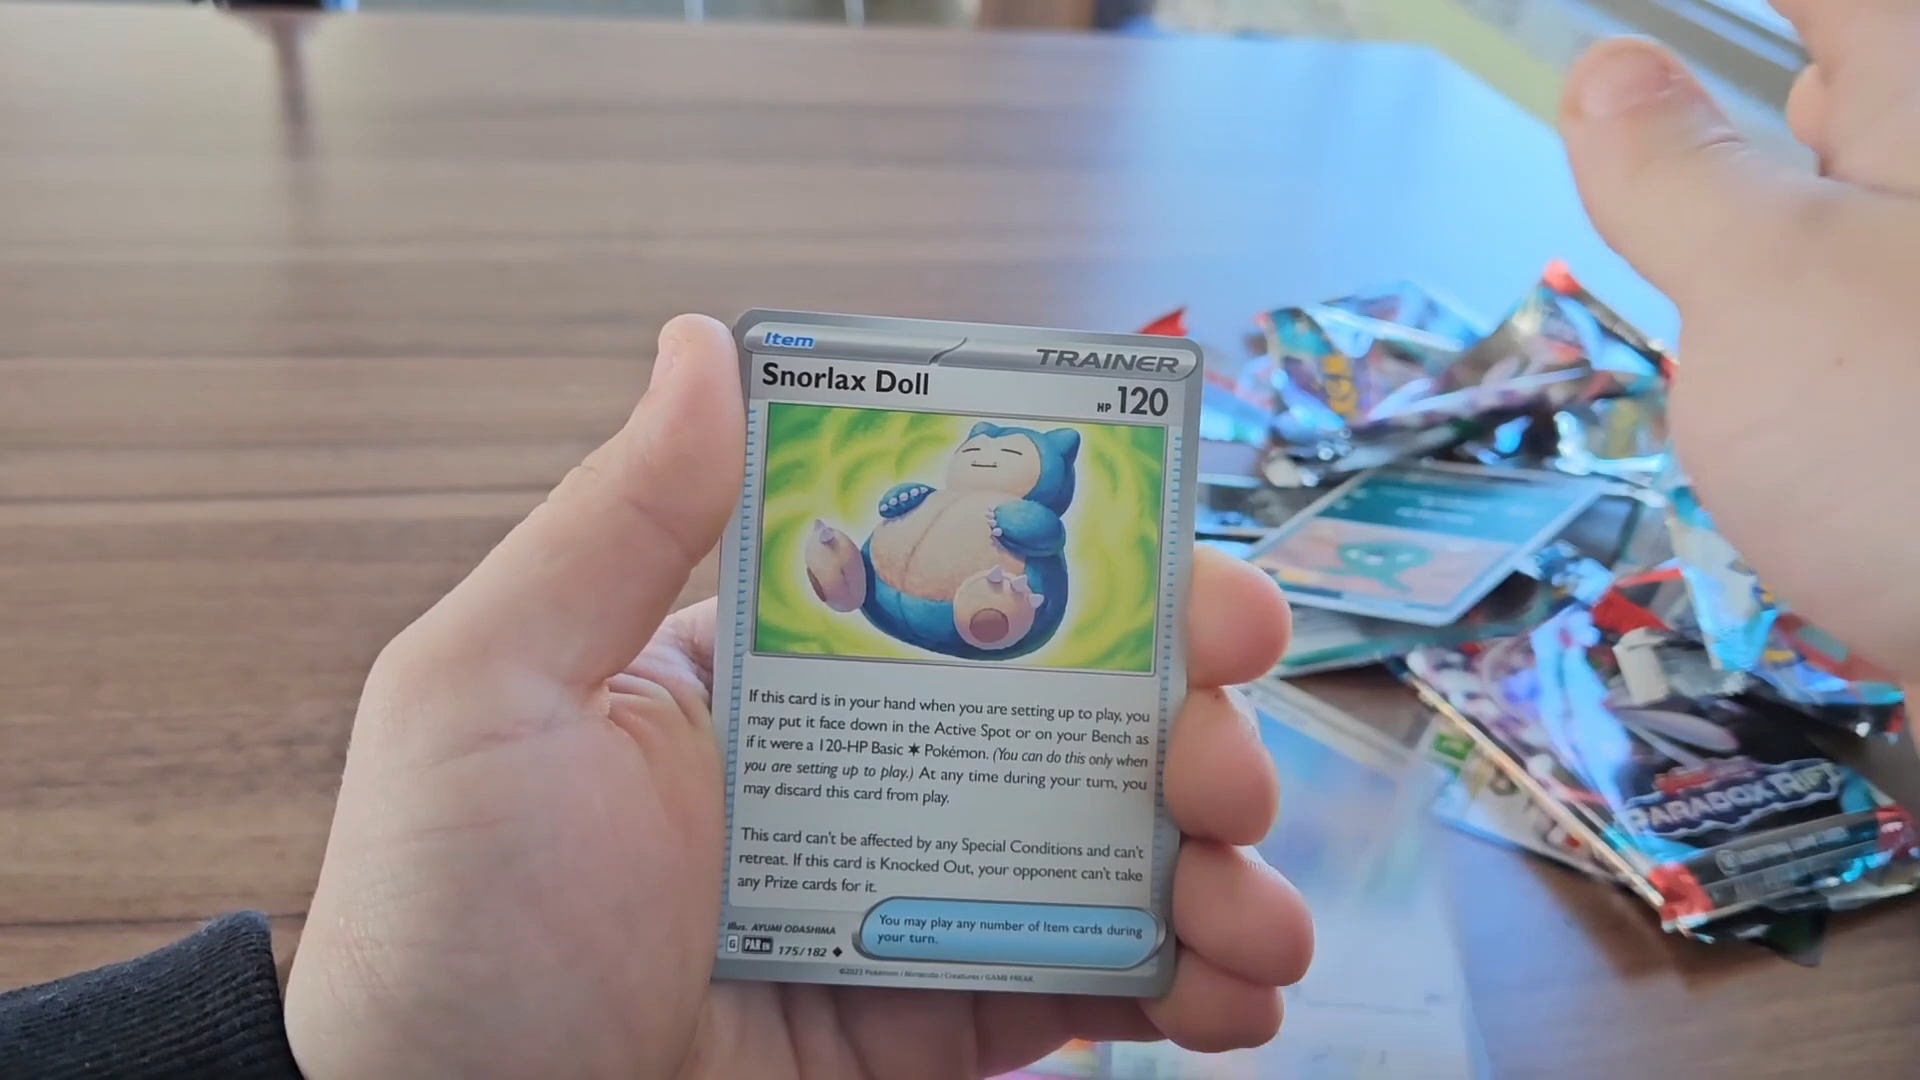 Item
TRAINER
Snorlax Doll
HP 120
If this card is in your hand when you are setting up to play, you
may put it face down in the Active Spot or on your Bench as
if it were a 120-HP Basic Pokémon. (You can do this only when
you are setting up to play.) At any time during your turn, you
may discard this card from play.
This card can't be affected by any Special Conditions and can't
retreat. If this card is Knocked Out, your opponent can't take
any Prize cards for it.
You may play any number of Item cards during
your turn.
Illus. AYUMI ODASHIMA
G PAR EN 175/182
©2023 Pokémon / Nintendo / Creatures / GAME FREAK
PARADOX RIFT